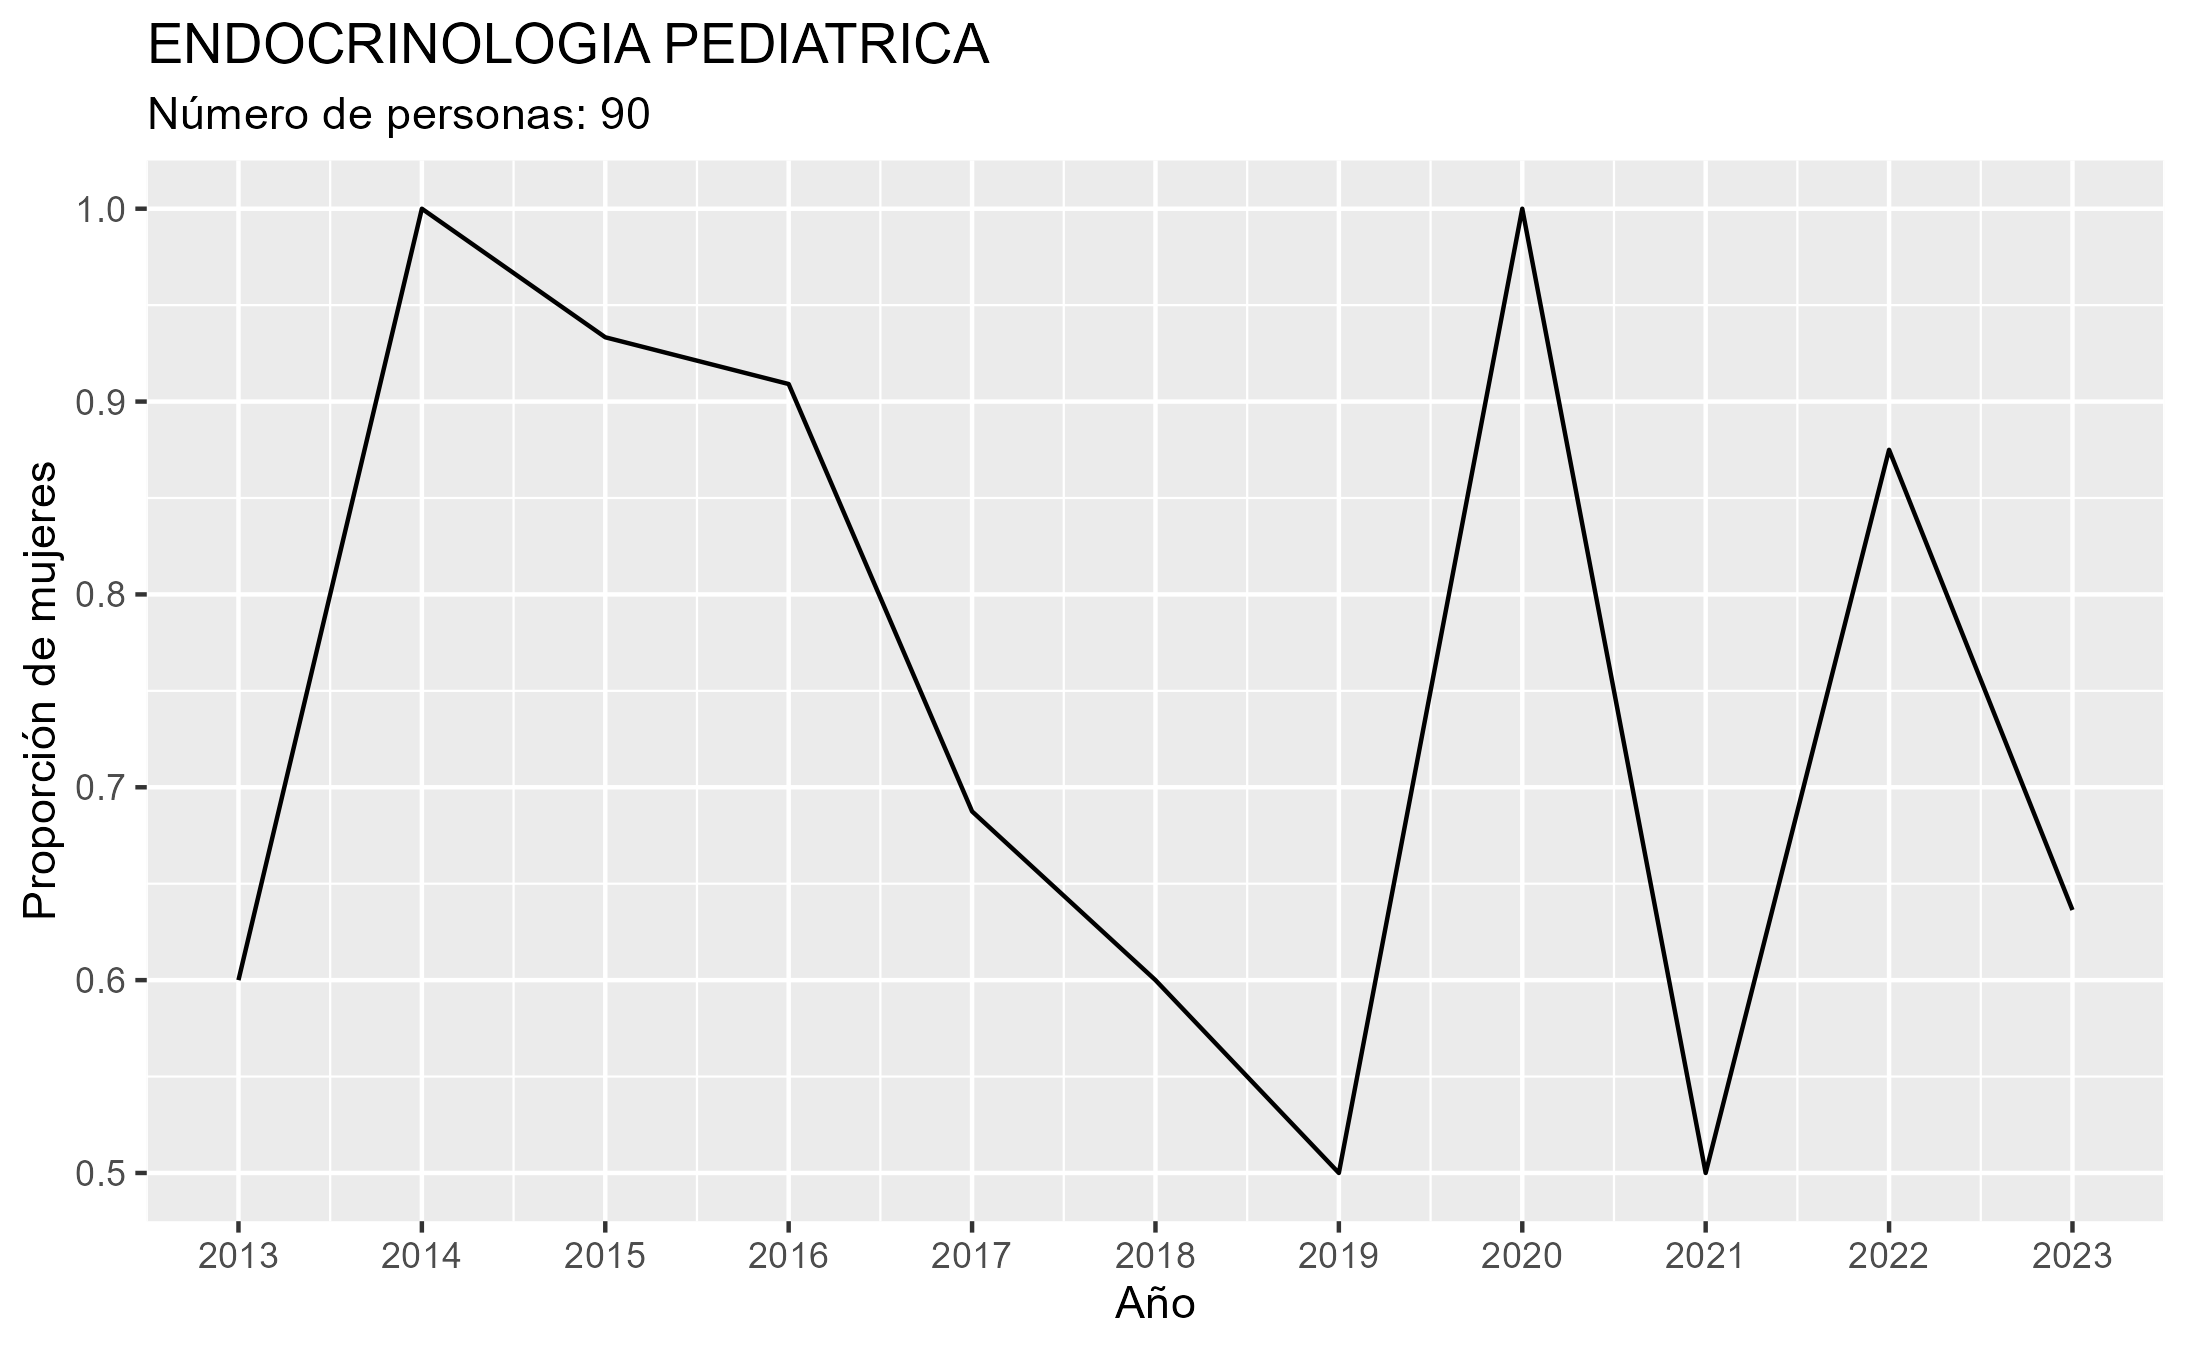 ENDOCRINOLOGIA PEDIATRICA
Número de personas: 90
Proporción de mujeres
1.0
0.9
0.8
0.7
0.6
0.5
2013 2014 2015 2016 2017 2018 2019 2020 2021 2022 2023
Año